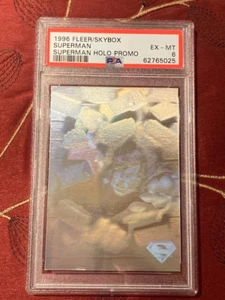 1996 FLEER/SKYBOX
SUPERMAN
EX - MT
SUPERMAN HOLO PROMO
6
PSA
62765025
S